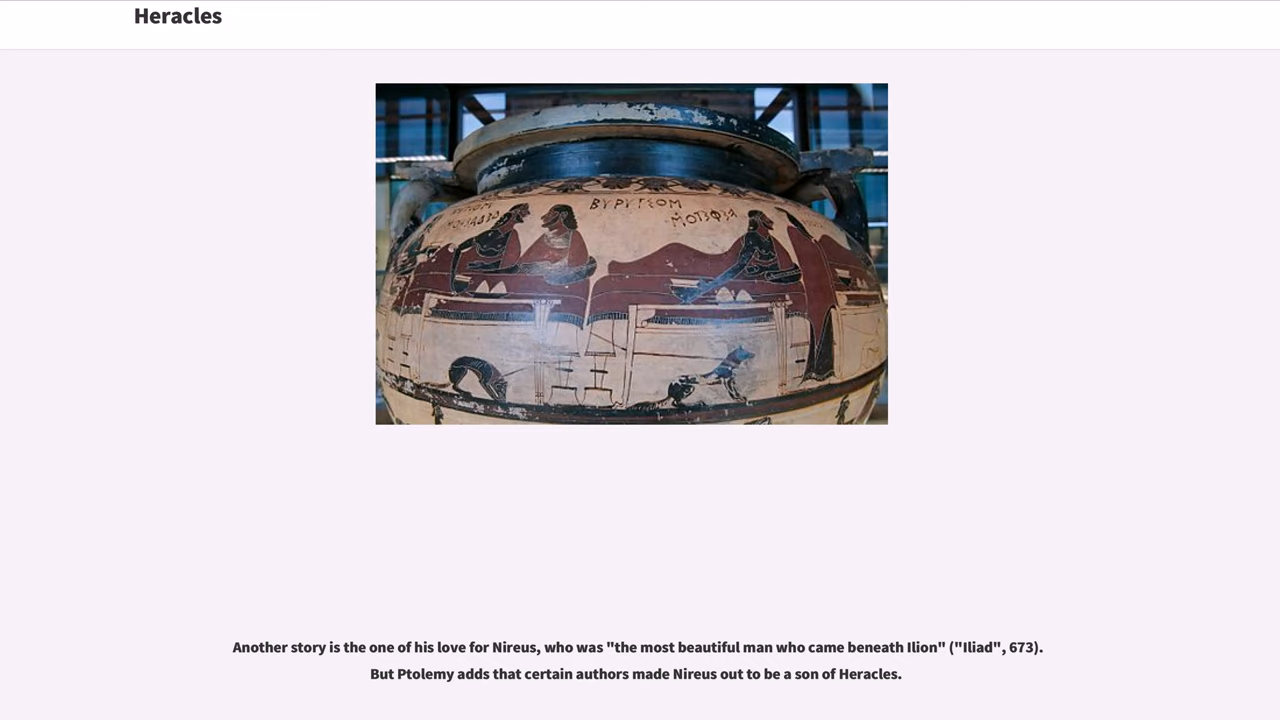 Heracles
Another story is the one of his love for Nireus, who was "the most beautiful man who came beneath Ilion" ("Iliad", 673).
But Ptolemy adds that certain authors made Nireus out to be a son of Heracles.